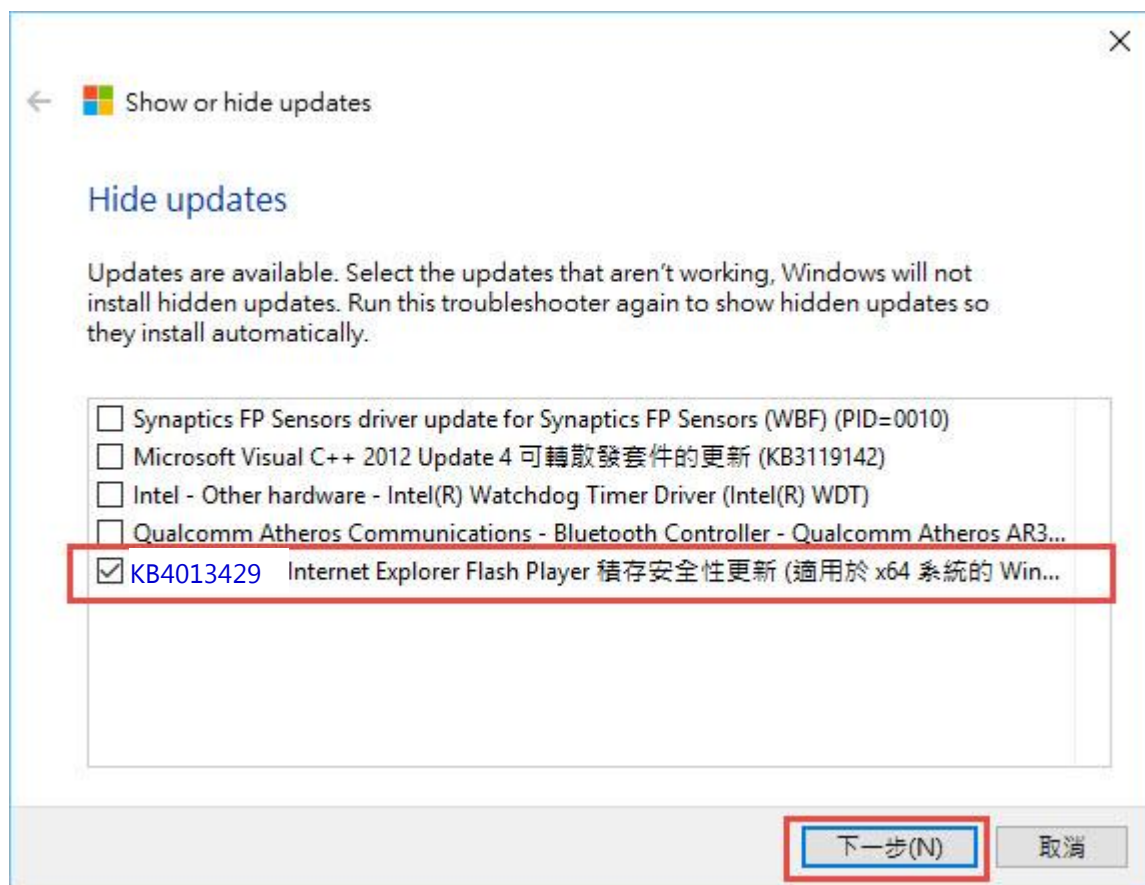 Show or hide updates
Hide updates
Updates are available. Select the updates that aren't working, Windows will not
install hidden updates. Run this troubleshooter again to show hidden updates so
they install automatically.
Synaptics FP Sensors driver update for Synaptics FP Sensors (WBF) (PID=0010)
Microsoft Visual C++ 2012 Update 4 可轉散發套件的更新 (KB3119142)
Intel - Other hardware - Intel(R) Watchdog Timer Driver (Intel(R) WDT)
Qualcomm Atheros Communications - Bluetooth Controller - Qualcomm Atheros AR3...
KB4013429 Internet Explorer Flash Player 積存安全性更新 (適用於 x64 系統的 Win...
下一步(N) 取消